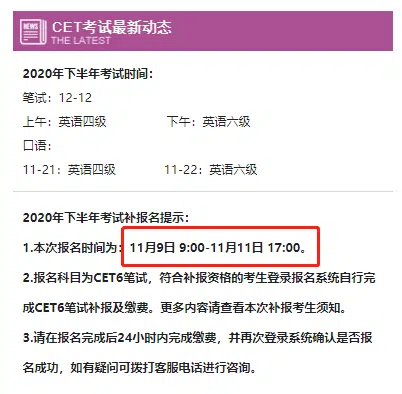 NEWS
CET考试最新动态
THE LATEST
2020年下半年考试时间：
笔试：12-12
上午：英语四级 下午：英语六级
口语：
11-21：英语四级 11-22：英语六级
2020年下半年考试补报名提示：
1.本次报名时间为：11月9日 9:00-11月11日 17:00。
2.报名科目为CET6笔试，符合补报资格的考生登录报名系统自行完
成CET6笔试补报及缴费。更多内容请查看本次补报考生须知。
3.请在报名完成后24小时内完成缴费，并再次登录系统确认是否报
名成功，如有疑问可拨打客服电话进行咨询。